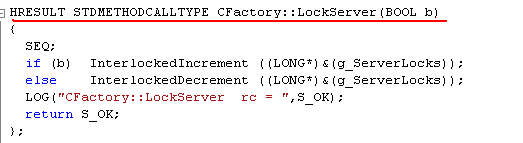 HRESULT STDMETHODCALLTYPE CFactory::LockServer(BOOL b)
{
SEQ;
if (b) InterlockedIncrement ((LONG*)&(g_ServerLocks));
else InterlockedDecrement ((LONG*)&(g_ServerLocks));
LOG("CFactory::LockServer rc = ",S_OK);
return S_OK;
};